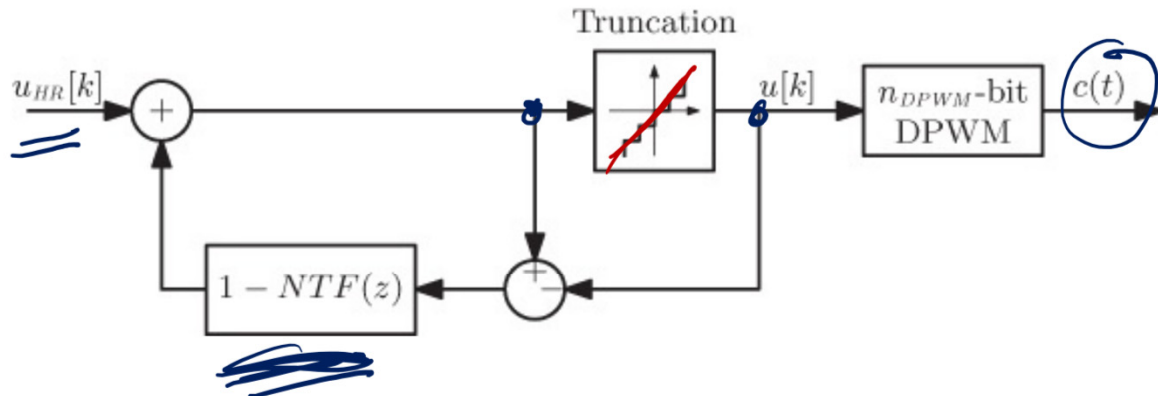 Truncation
u_HR[k]
+
u[k]
n_DPWM-bit
DPWM
c(t)
1 − NTF(z)
+
−